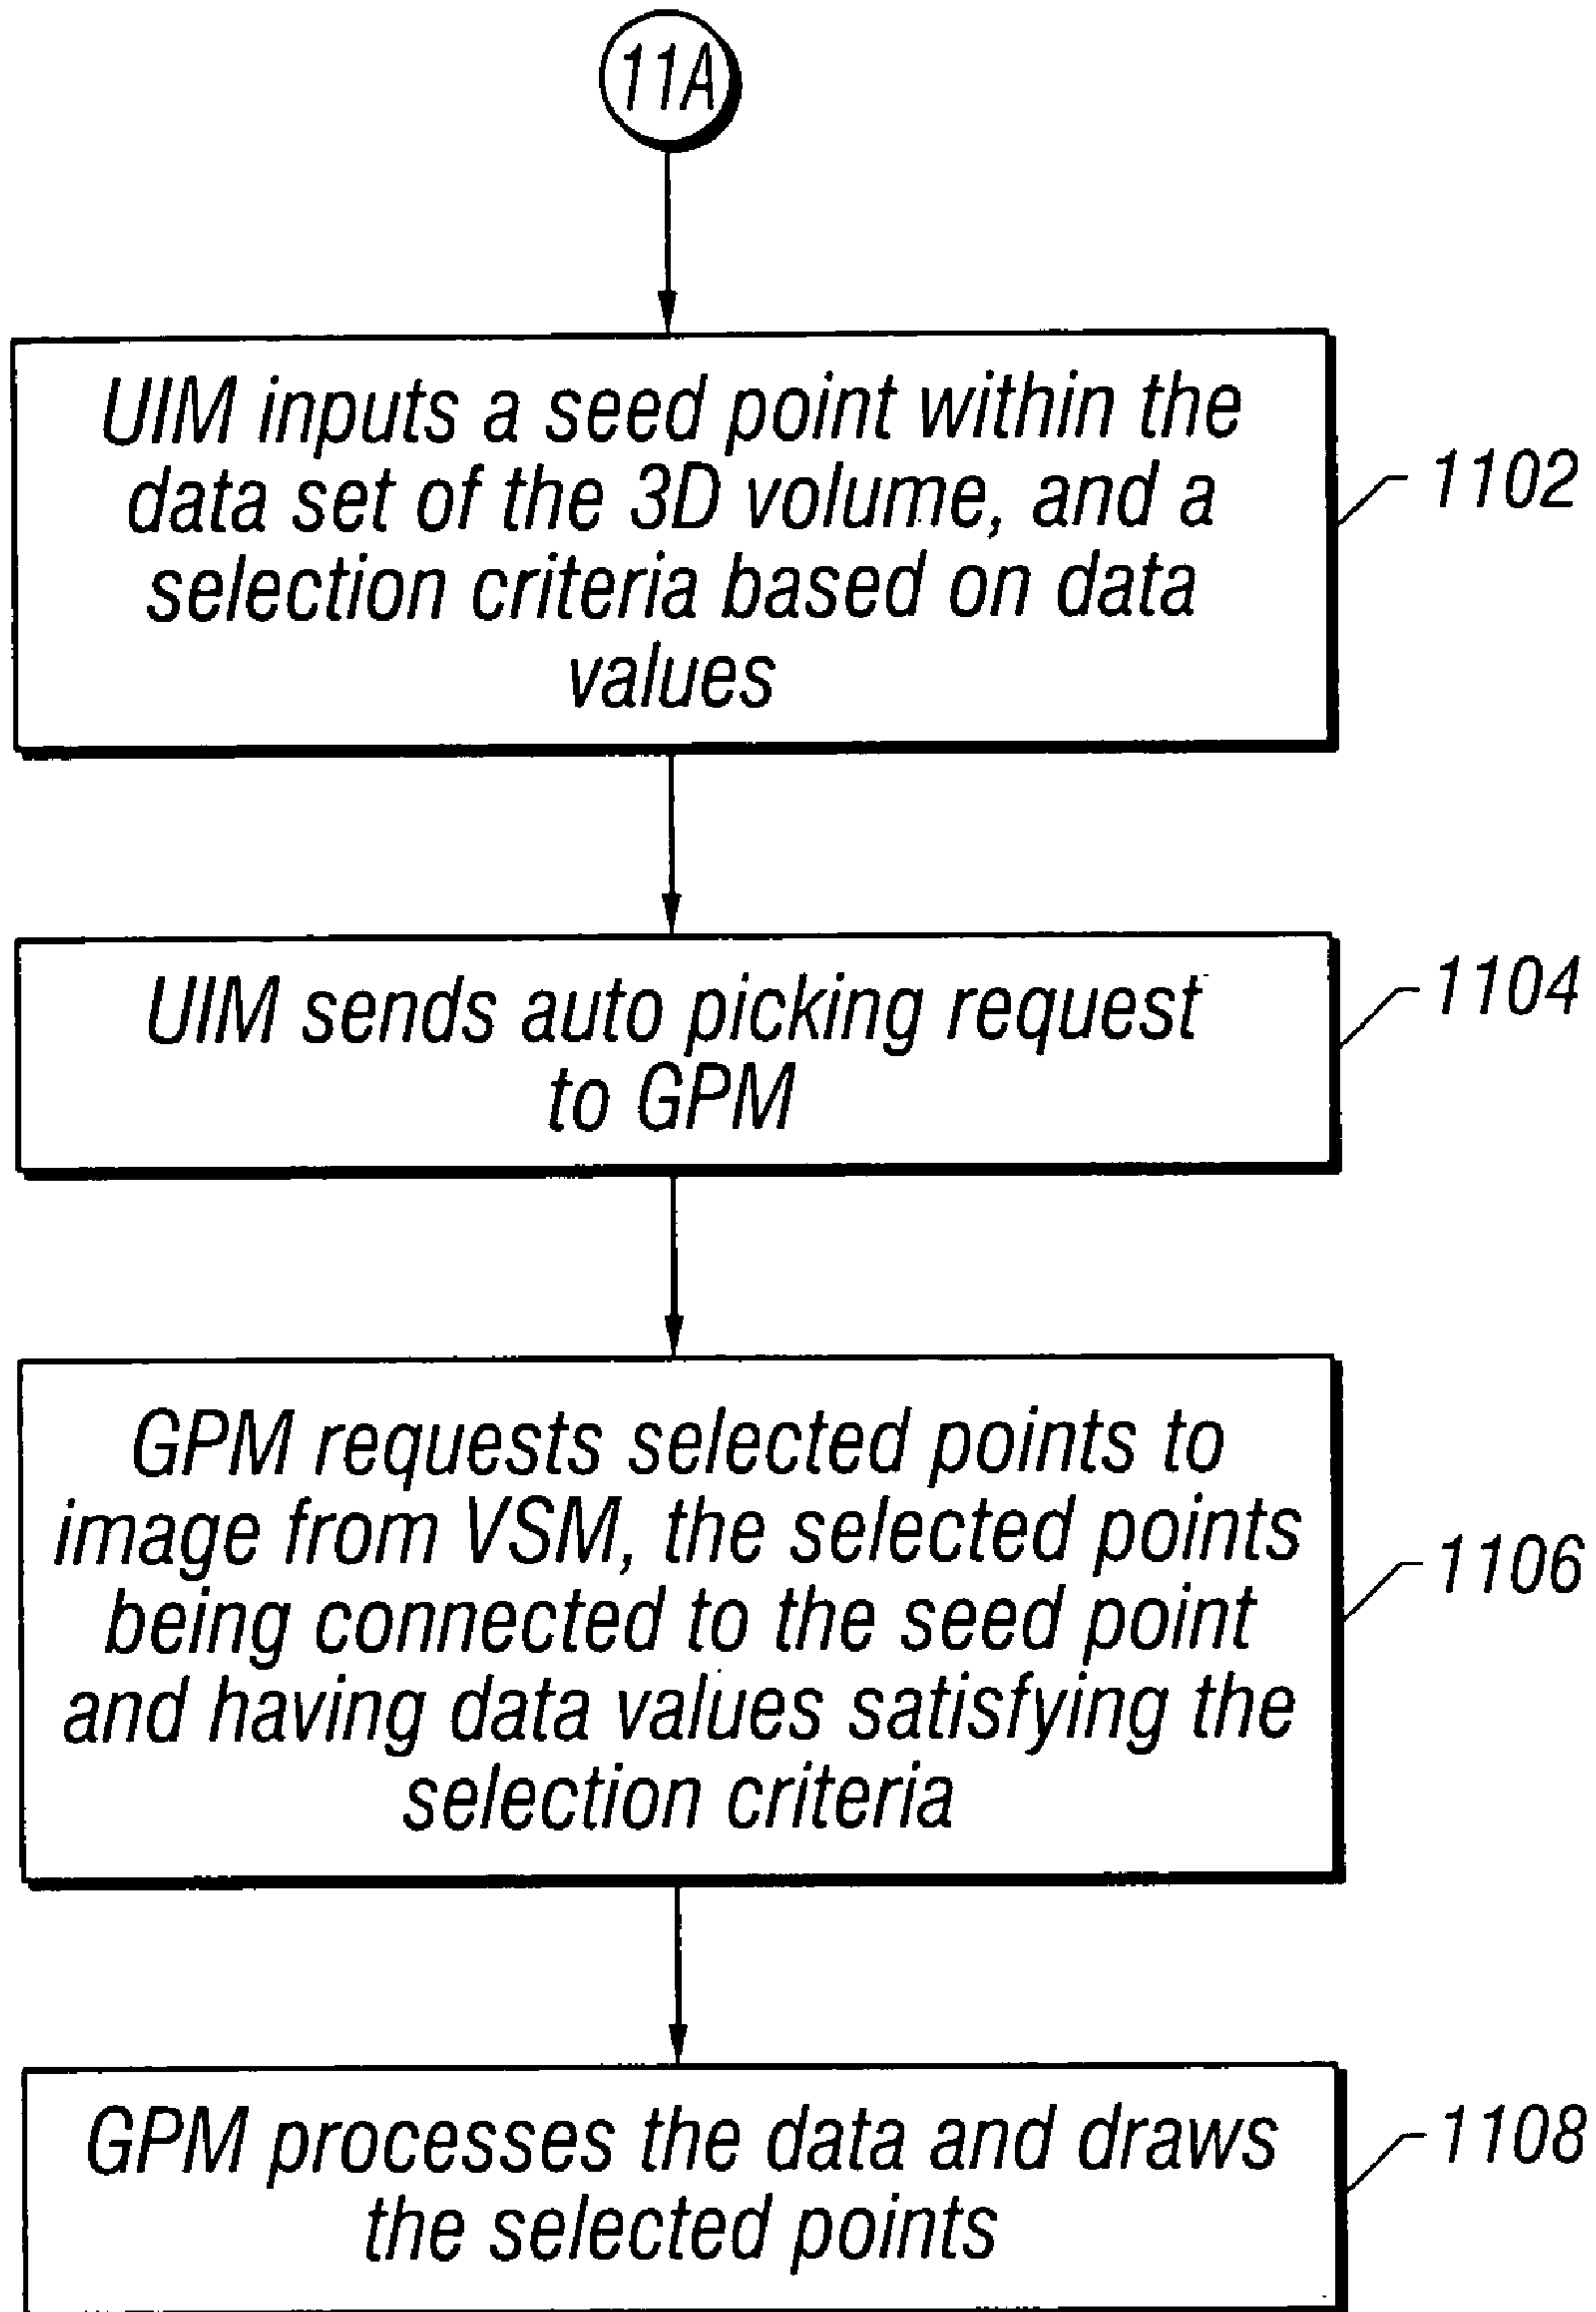 11A
UIM inputs a seed point within the
data set of the 3D volume, and a
selection criteria based on data
values
1102
UIM sends auto picking request
to GPM
1104
GPM requests selected points to
image from VSM, the selected points
being connected to the seed point
and having data values satisfying the
selection criteria
1106
GPM processes the data and draws
the selected points
1108